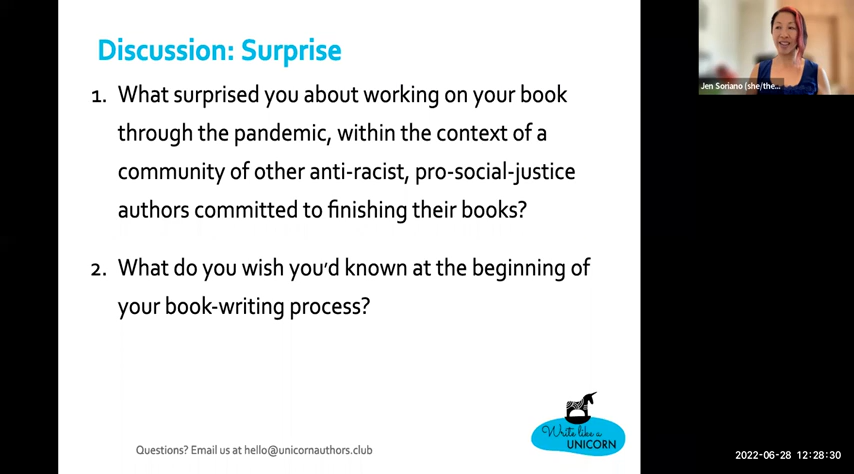 Discussion: Surprise
1. What surprised you about working on your book
through the pandemic, within the context of a
community of other anti-racist, pro-social-justice
authors committed to finishing their books?
2. What do you wish you'd known at the beginning of
your book-writing process?
Write like a
UNICORN
Questions? Email us at hello@unicornauthors.club
Jen Soriano (she/the...
2022-06-28 12:28:30